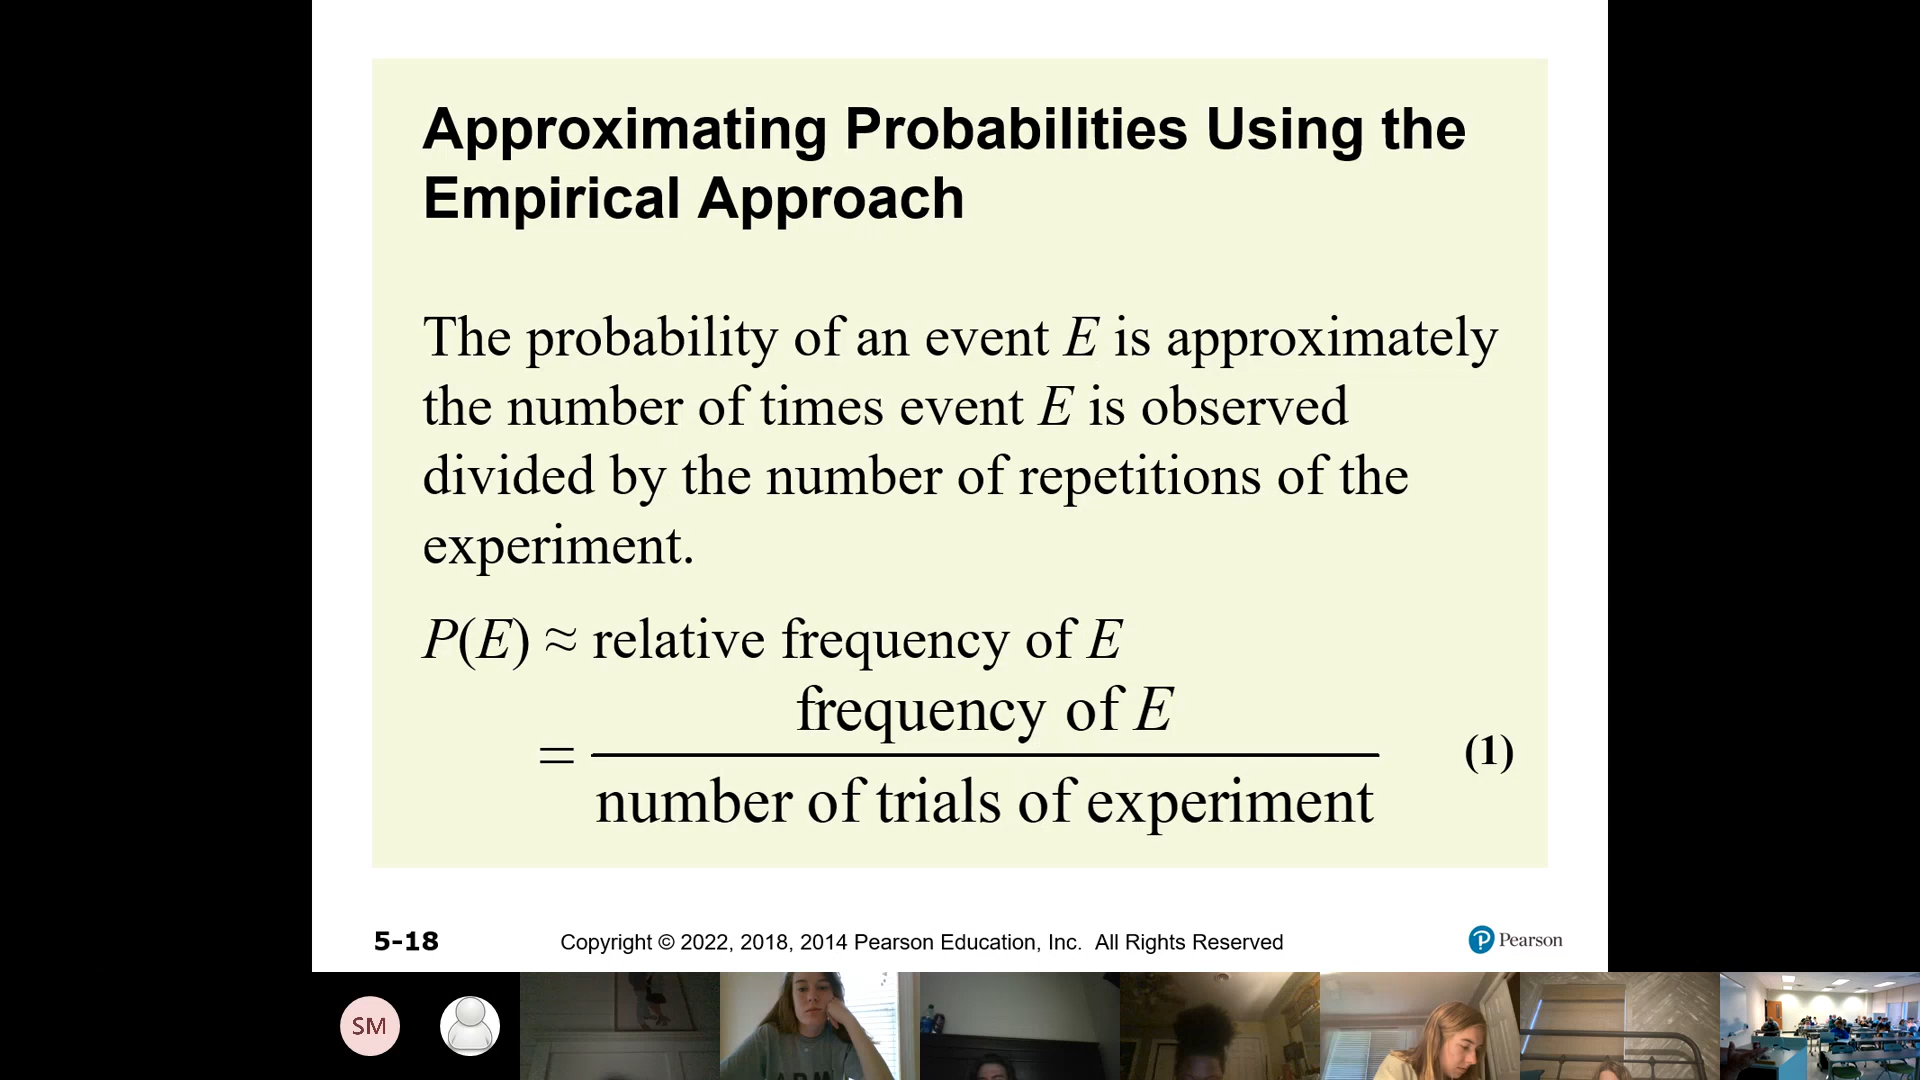 Approximating Probabilities Using the
Empirical Approach
The probability of an event E is approximately
the number of times event E is observed
divided by the number of repetitions of the
experiment.
P(E) ≈ relative frequency of E
= frequency of E / number of trials of experiment (1)
5-18
Copyright © 2022, 2018, 2014 Pearson Education, Inc. All Rights Reserved
Pearson
SM